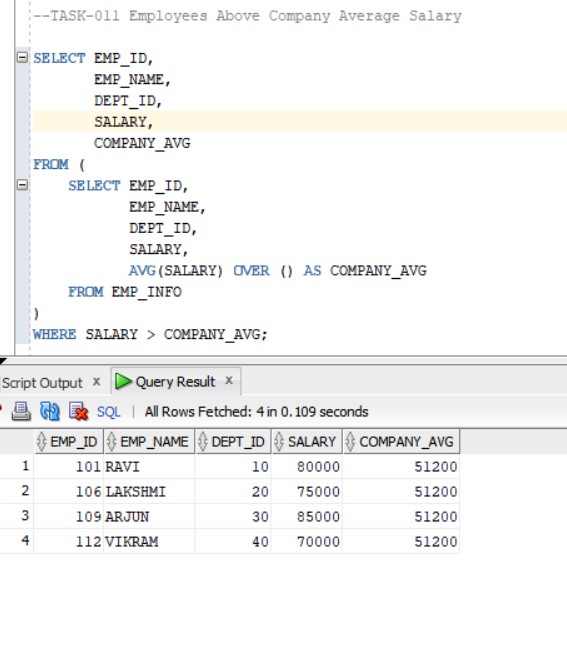 --TASK-011 Employees Above Company Average Salary
SELECT EMP_ID,
EMP_NAME,
DEPT_ID,
SALARY,
COMPANY_AVG
FROM (
SELECT EMP_ID,
EMP_NAME,
DEPT_ID,
SALARY,
AVG(SALARY) OVER () AS COMPANY_AVG
FROM EMP_INFO
)
WHERE SALARY > COMPANY_AVG;
Script Output x Query Result x
SQL | All Rows Fetched: 4 in 0.109 seconds
EMP_ID EMP_NAME DEPT_ID SALARY COMPANY_AVG
1 101 RAVI 10 80000 51200
2 106 LAKSHMI 20 75000 51200
3 109 ARJUN 30 85000 51200
4 112 VIKRAM 40 70000 51200